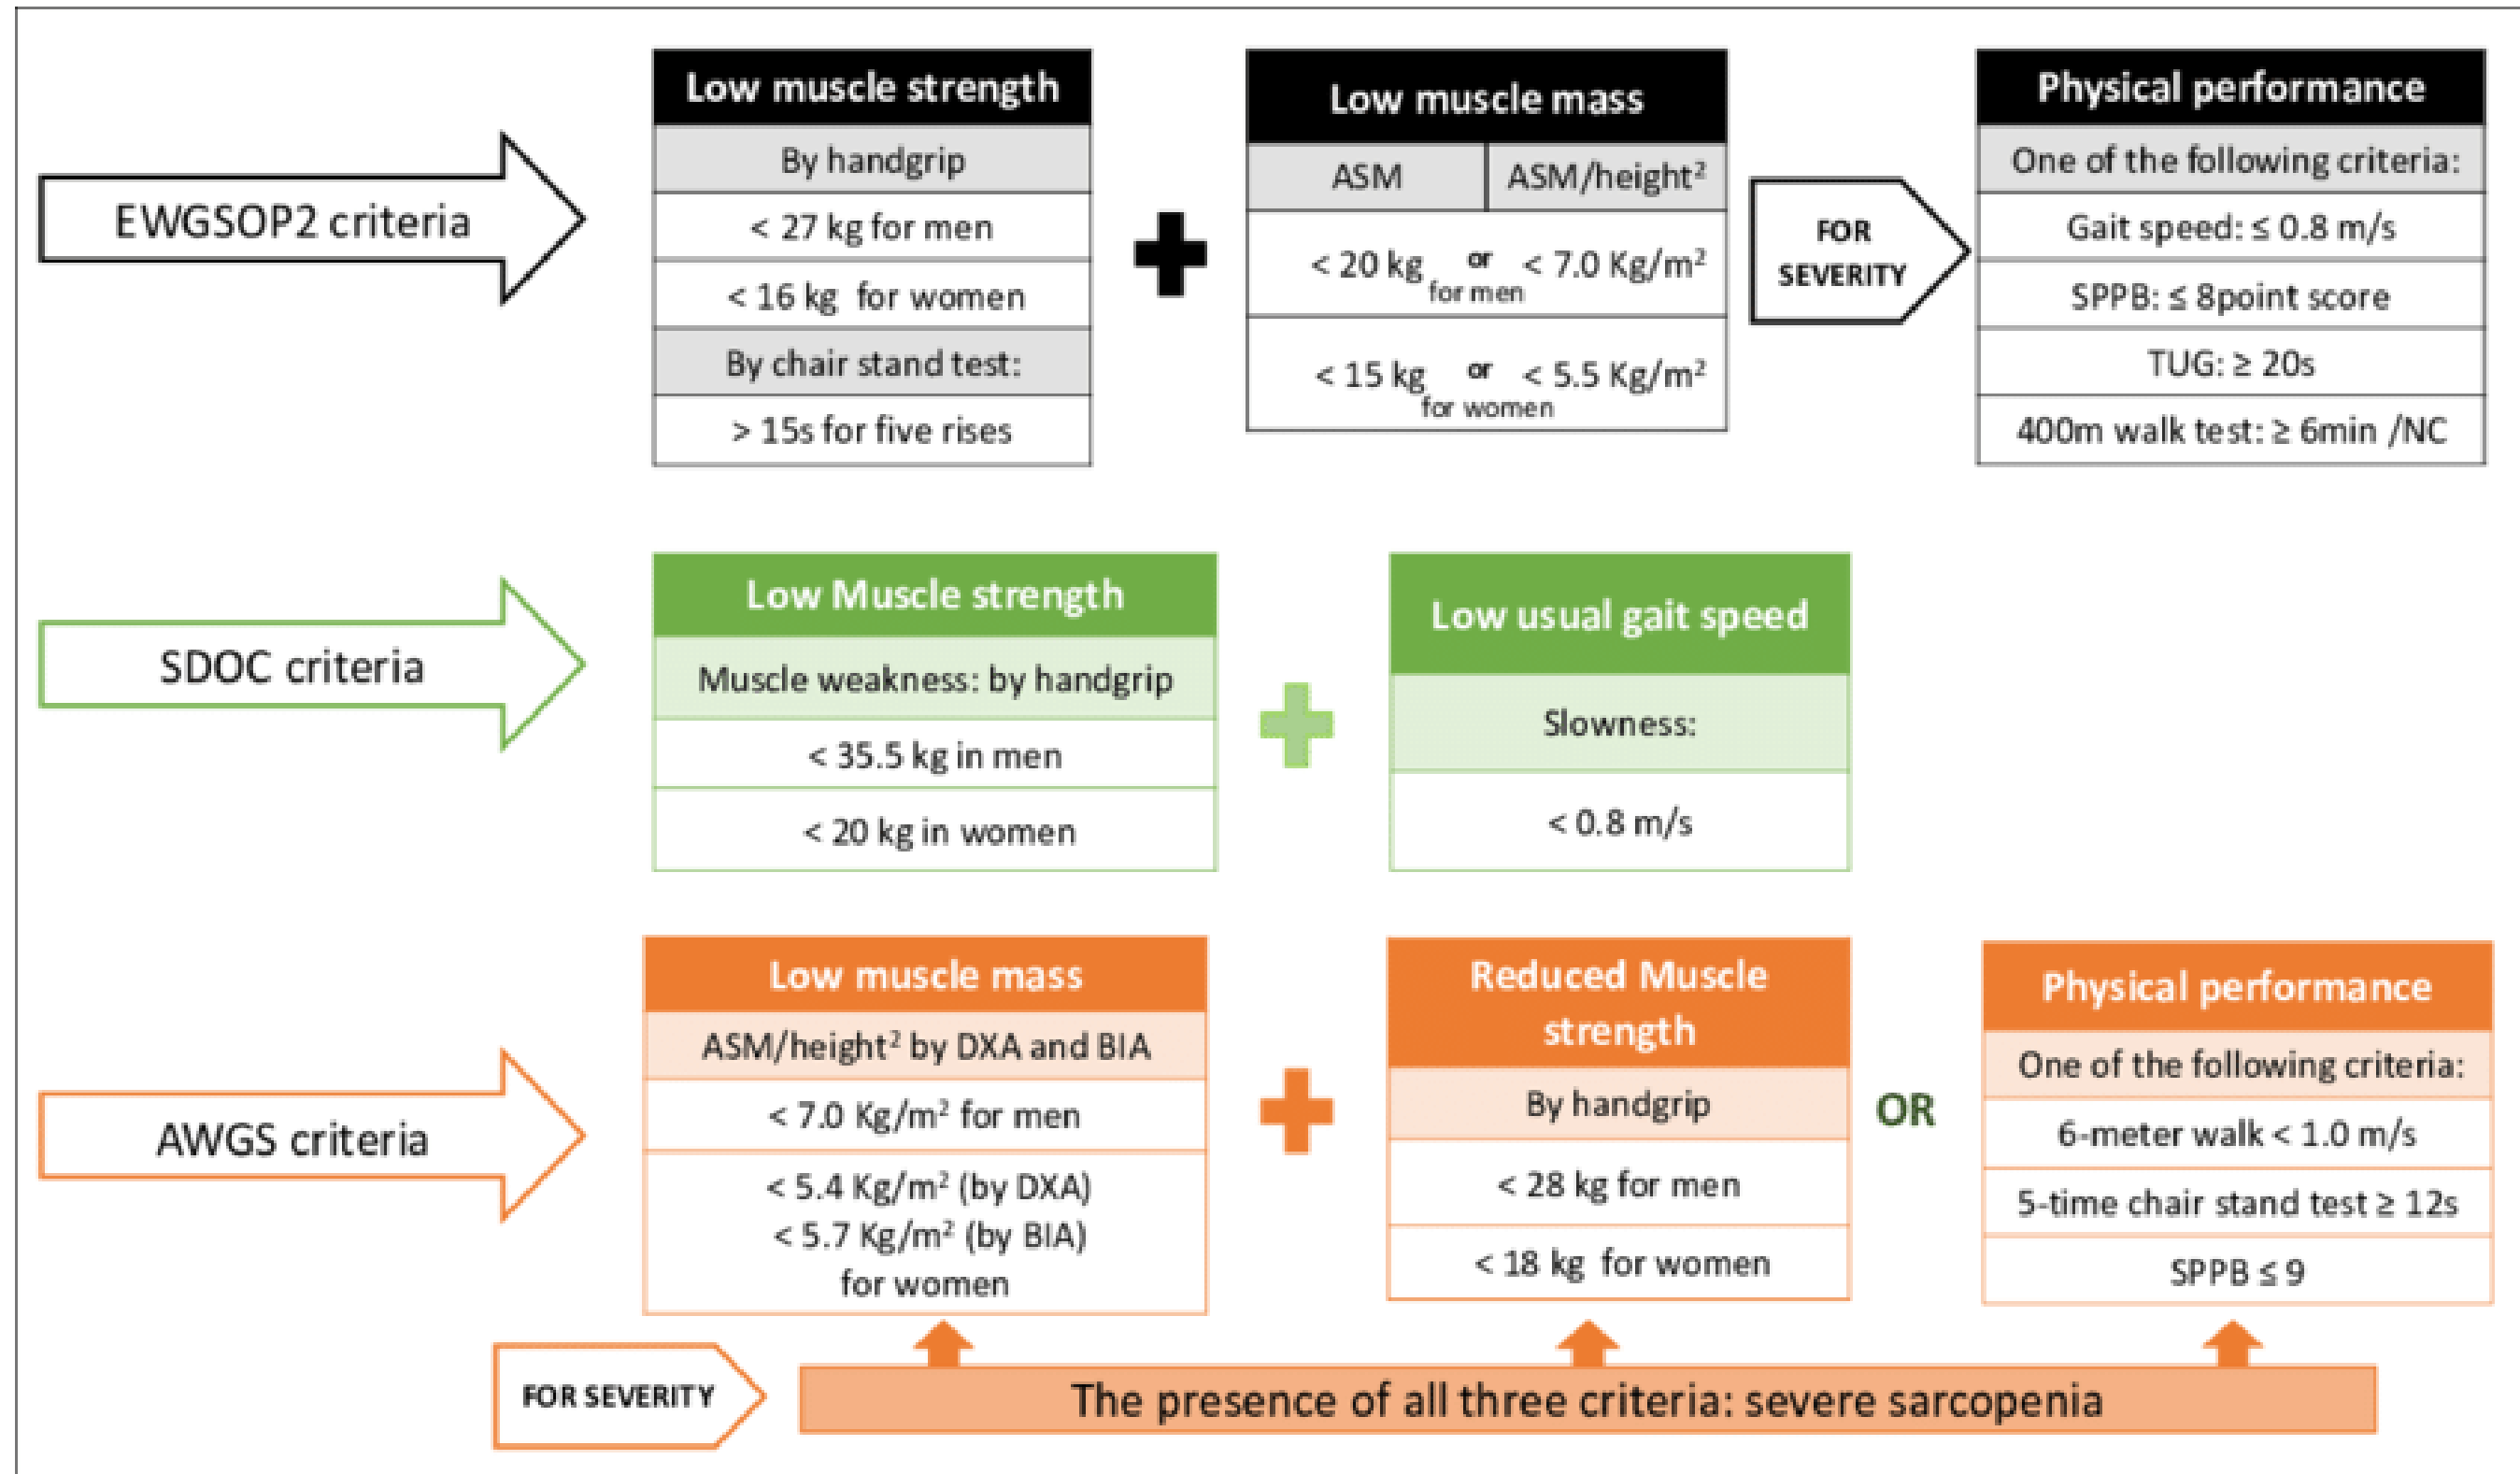 EWGSOP2 criteria
Low muscle strength
By handgrip
< 27 kg for men
< 16 kg for women
By chair stand test:
> 15s for five rises
Low muscle mass
ASM
ASM/height²
< 20 kg or < 7.0 Kg/m²
for men
< 15 kg or < 5.5 Kg/m²
for women
FOR
SEVERITY
Physical performance
One of the following criteria:
Gait speed: ≤ 0.8 m/s
SPPB: ≤ 8point score
TUG: ≥ 20s
400m walk test: ≥ 6min /NC
SDOC criteria
Low Muscle strength
Muscle weakness: by handgrip
< 35.5 kg in men
< 20 kg in women
Low usual gait speed
Slowness:
< 0.8 m/s
AWGS criteria
Low muscle mass
ASM/height² by DXA and BIA
< 7.0 Kg/m² for men
< 5.4 Kg/m² (by DXA)
< 5.7 Kg/m² (by BIA)
for women
Reduced Muscle
strength
By handgrip
< 28 kg for men
< 18 kg for women
OR
Physical performance
One of the following criteria:
6-meter walk < 1.0 m/s
5-time chair stand test ≥ 12s
SPPB ≤ 9
FOR SEVERITY
The presence of all three criteria: severe sarcopenia